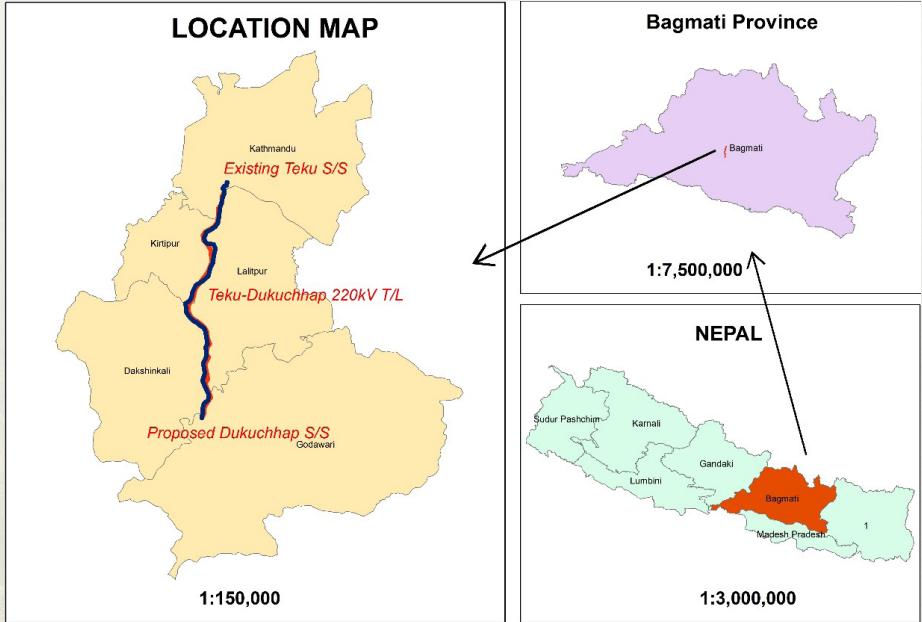 LOCATION MAP
Kathmandu
Existing Teku S/S
Kirtipur
Lalitpur
Teku-Dukuchhap 220kV T/L
Dakshinkali
Proposed Dukuchhap S/S
Godawari
1:150,000
Bagmati Province
Bagmati
1:7,500,000
NEPAL
Sudur Pashchim
Karnali
Gandaki
Lumbini
Bagmati
Madesh Pradesh
1
1:3,000,000